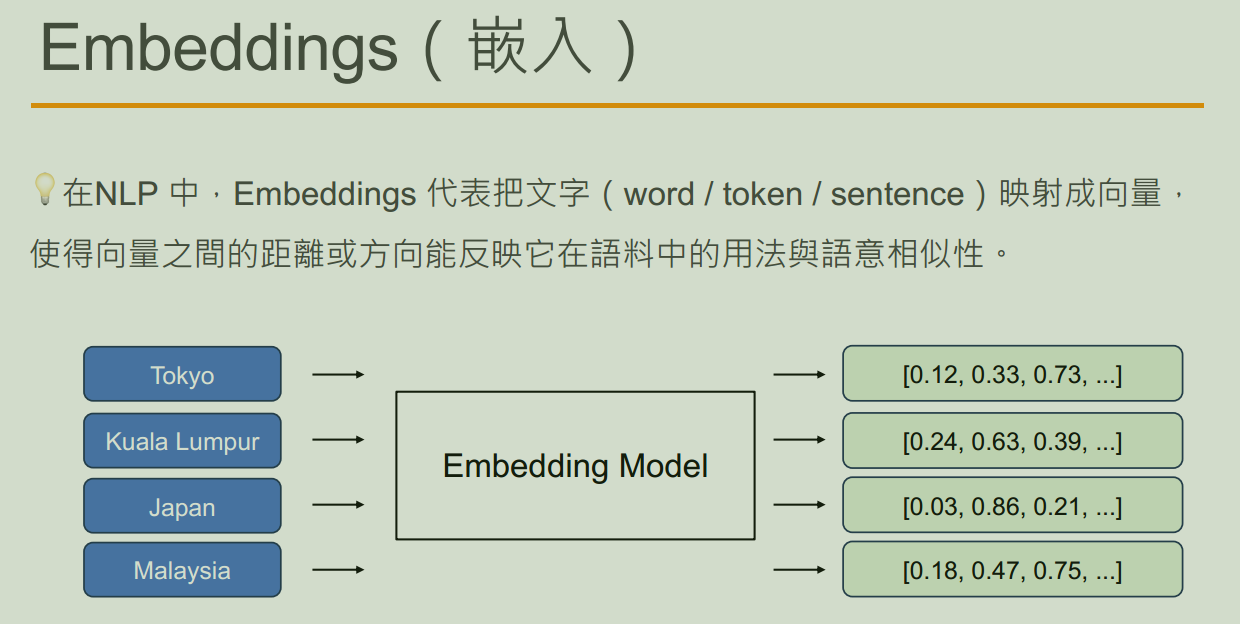 Embeddings（嵌入）
💡在NLP 中，Embeddings 代表把文字（word / token / sentence）映射成向量，
使得向量之間的距離或方向能反映它在語料中的用法與語意相似性。
Tokyo
[0.12, 0.33, 0.73, ...]
Kuala Lumpur
[0.24, 0.63, 0.39, ...]
Embedding Model
Japan
[0.03, 0.86, 0.21, ...]
Malaysia
[0.18, 0.47, 0.75, ...]